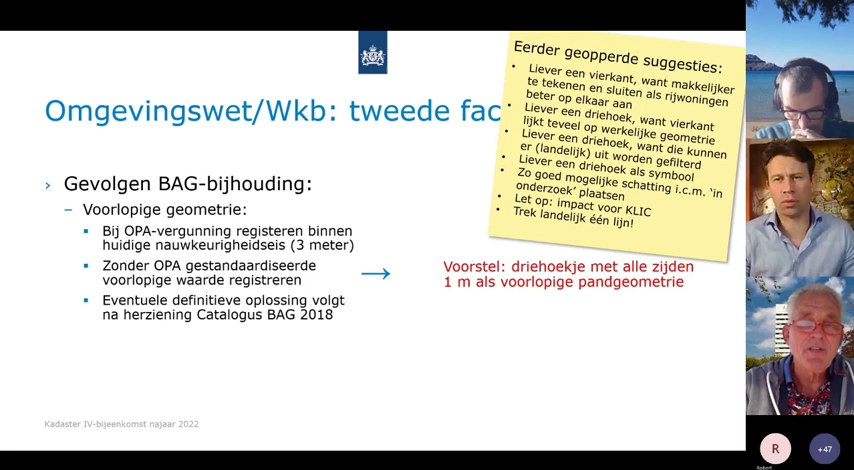 Eerder geopperde suggesties:
• Liever een vierkant, want makkelijker
te tekenen en sluiten als rijwoningen
beter op elkaar aan
• Liever een driehoek, want vierkant
lijkt teveel op werkelijke geometrie
• Liever een driehoek, want die kunnen
er (landelijk) uit worden gefilterd
• Liever een driehoek als symbool
• Zo goed mogelijke schatting i.c.m. ‘in
onderzoek’ plaatsen
• Let op: impact voor KLIC
• Trek landelijk één lijn!
Omgevingswet/Wkb: tweede fac
› Gevolgen BAG-bijhouding:
– Voorlopige geometrie:
▪ Bij OPA-vergunning registeren binnen
huidige nauwkeurigheidseis (3 meter)
▪ Zonder OPA gestandaardiseerde
voorlopige waarde registreren
▪ Eventuele definitieve oplossing volgt
na herziening Catalogus BAG 2018
→
Voorstel: driehoekje met alle zijden
1 m als voorlopige pandgeometrie
Kadaster IV-bijeenkomst najaar 2022
R
+47
Robert